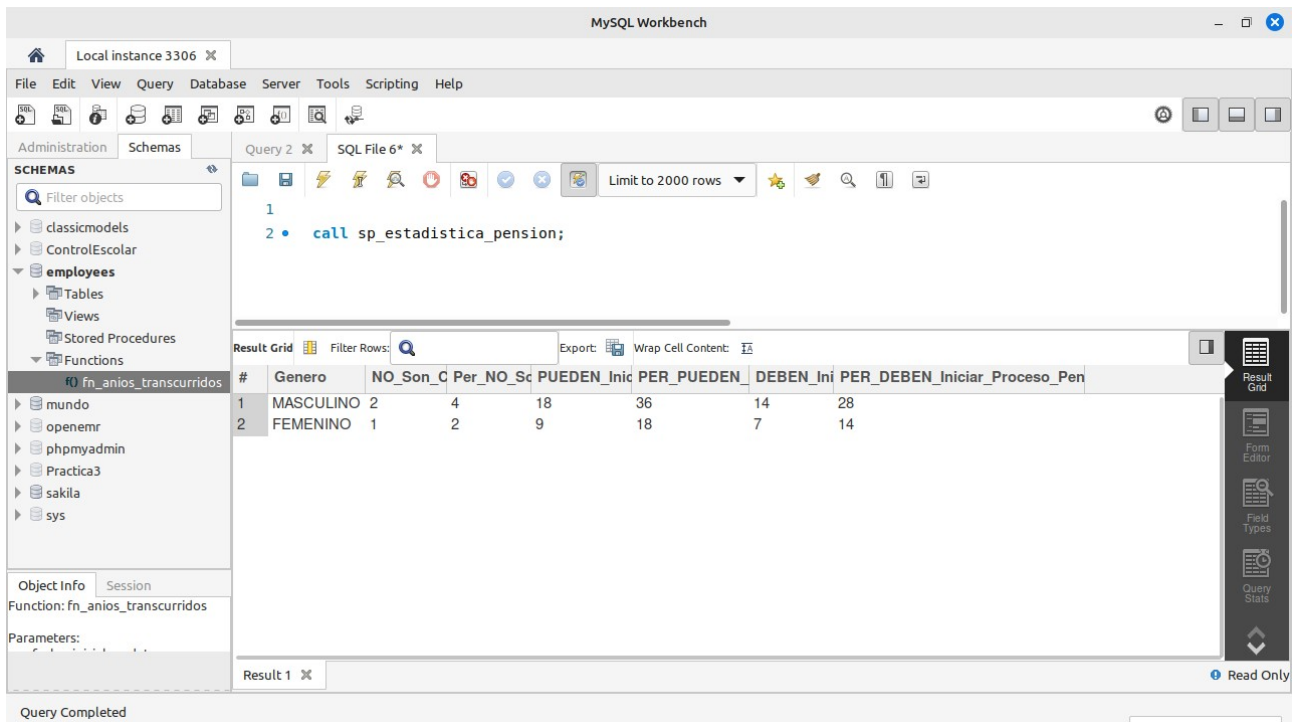 MySQL Workbench
Local instance 3306
File Edit View Query Database Server Tools Scripting Help
Administration Schemas
Query 2 SQL File 6*
SCHEMAS
Limit to 2000 rows
Filter objects
1
2 call sp_estadistica_pension;
classicmodels
ControlEscolar
employees
Tables
Views
Stored Procedures
Functions
f() fn_anios_transcurridos
mundo
openemr
phpmyadmin
Practica3
sakila
sys
Result Grid Filter Rows: Export: Wrap Cell Content:
# Genero NO_Son_C Per_NO_So PUEDEN_Inic PER_PUEDEN_ DEBEN_Ini PER_DEBEN_Iniciar_Proceso_Pen
1 MASCULINO 2 4 18 36 14 28
2 FEMENINO 1 2 9 18 7 14
Result Grid
Form Editor
Field Types
Query Stats
Object Info Session
Function: fn_anios_transcurridos
Parameters:
Result 1
Read Only
Query Completed